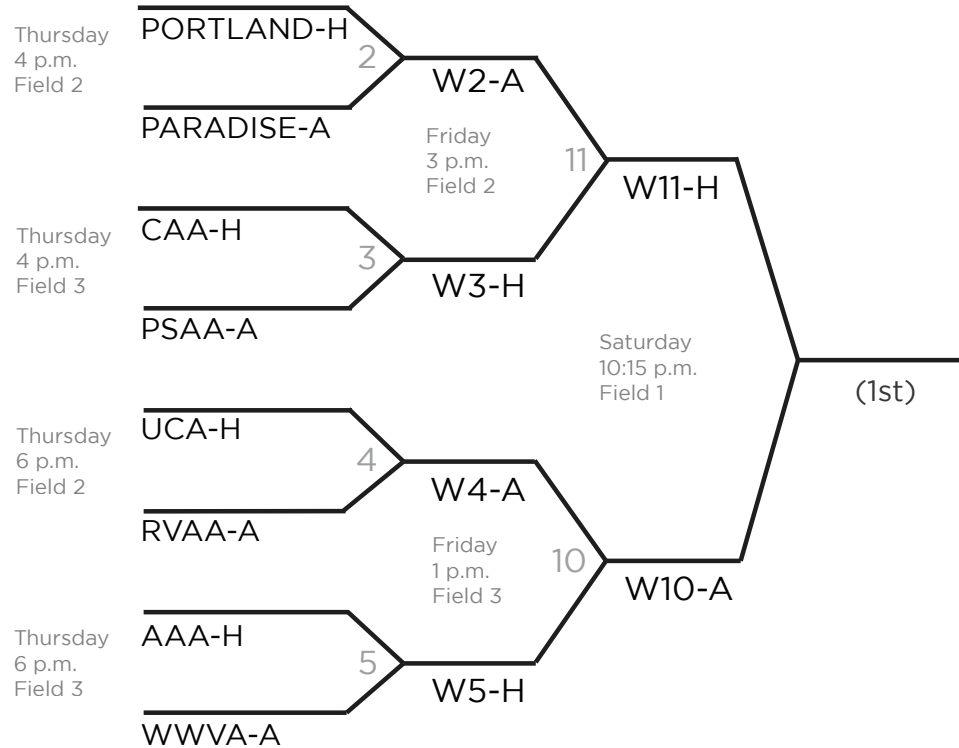 PORTLAND-H
Thursday
4 p.m.
Field 2
2
W2-A
PARADISE-A
Friday
3 p.m.
Field 2
11
W11-H
CAA-H
Thursday
4 p.m.
Field 3
3
W3-H
PSAA-A
Saturday
10:15 p.m.
Field 1
(1st)
UCA-H
Thursday
6 p.m.
Field 2
4
W4-A
RVAA-A
Friday
1 p.m.
Field 3
10
W10-A
AAA-H
Thursday
6 p.m.
Field 3
5
W5-H
WWVA-A